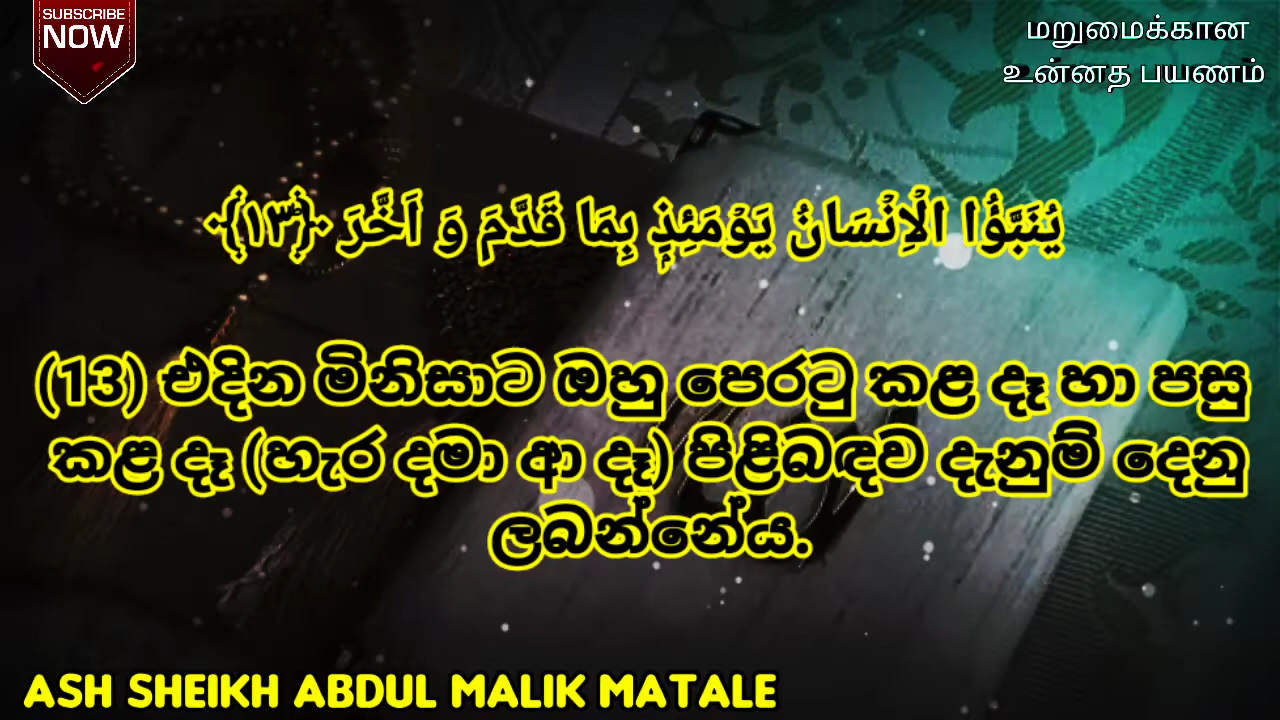 SUBSCRIBE
NOW
மறுமைக்கான
உன்னத பயணம்
يُنَبَّؤُا الْاِنْسَانُ يَوْمَئِذٍۭ بِمَا قَدَّمَ وَ اَخَّرَ ﴿۱۳﴾
(13) එදින මිනිසාට ඔහු පෙරටු කළ දෑ හා පසු
කළ දෑ (හැර දමා ආ දෑ) පිළිබඳව දැනුම් දෙනු
ලබන්නේය.
ASH SHEIKH ABDUL MALIK MATALE